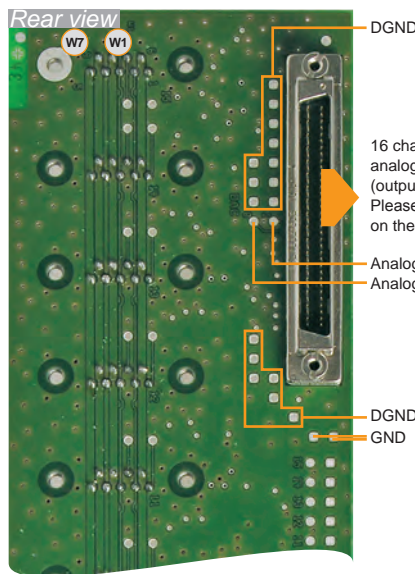 Rear view
W7
W1
DGND
16 cha
analog
(outpu
Please
on the
Analog
Analog
DGND
GND